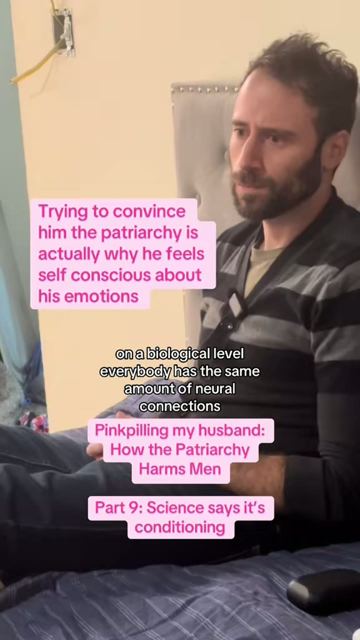 Trying to convince
him the patriarchy is
actually why he feels
self conscious about
his emotions
on a biological level
everybody has the same
amount of neural
connections
Pinkpilling my husband:
How the Patriarchy
Harms Men
Part 9: Science says it’s
conditioning